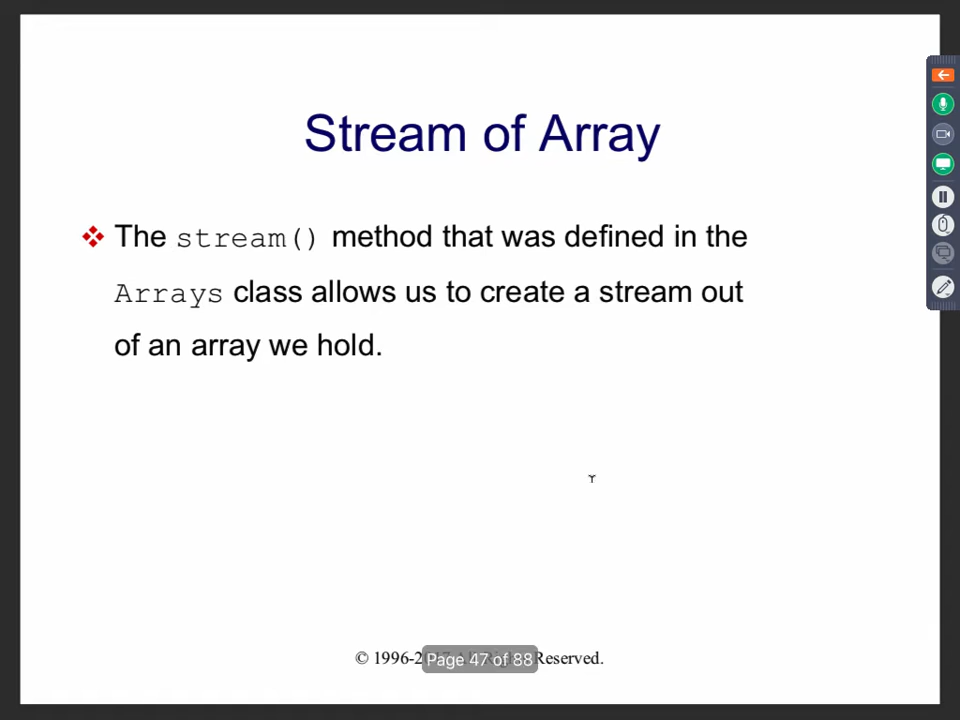 Stream of Array
The stream() method that was defined in the
Arrays class allows us to create a stream out
of an array we hold.
© 1996-2 Reserved.
Page 47 of 88